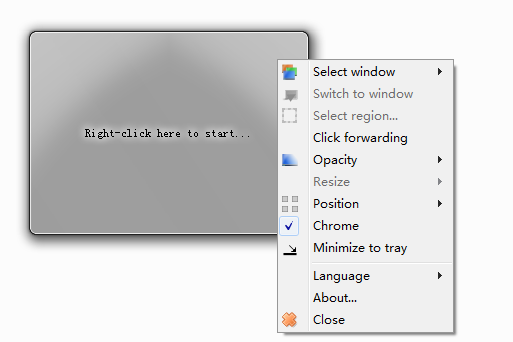 Right-click here to start...
Select window
Switch to window
Select region...
Click forwarding
Opacity
Resize
Position
Chrome
Minimize to tray
Language
About...
Close